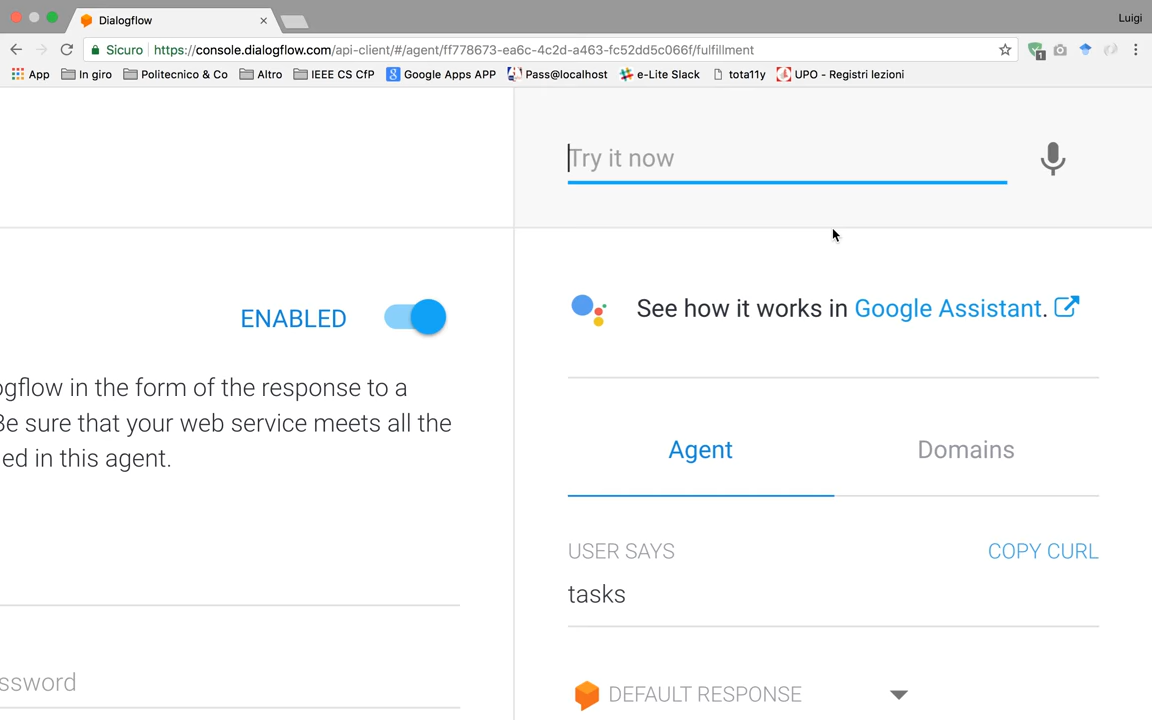 Dialogflow
Luigi
Sicuro
https://console.dialogflow.com/api-client/#/agent/ff778673-ea6c-4c2d-a463-fc52dd5c066f/fulfillment
1
App
In giro
Politecnico & Co
Altro
IEEE CS CfP
Google Apps APP
Pass@localhost
e-Lite Slack
tota11y
UPO - Registri lezioni
Try it now
ENABLED
See how it works in Google Assistant.
ogflow in the form of the response to a
Be sure that your web service meets all the
ed in this agent.
Agent
Domains
USER SAYS
COPY CURL
tasks
ssword
DEFAULT RESPONSE